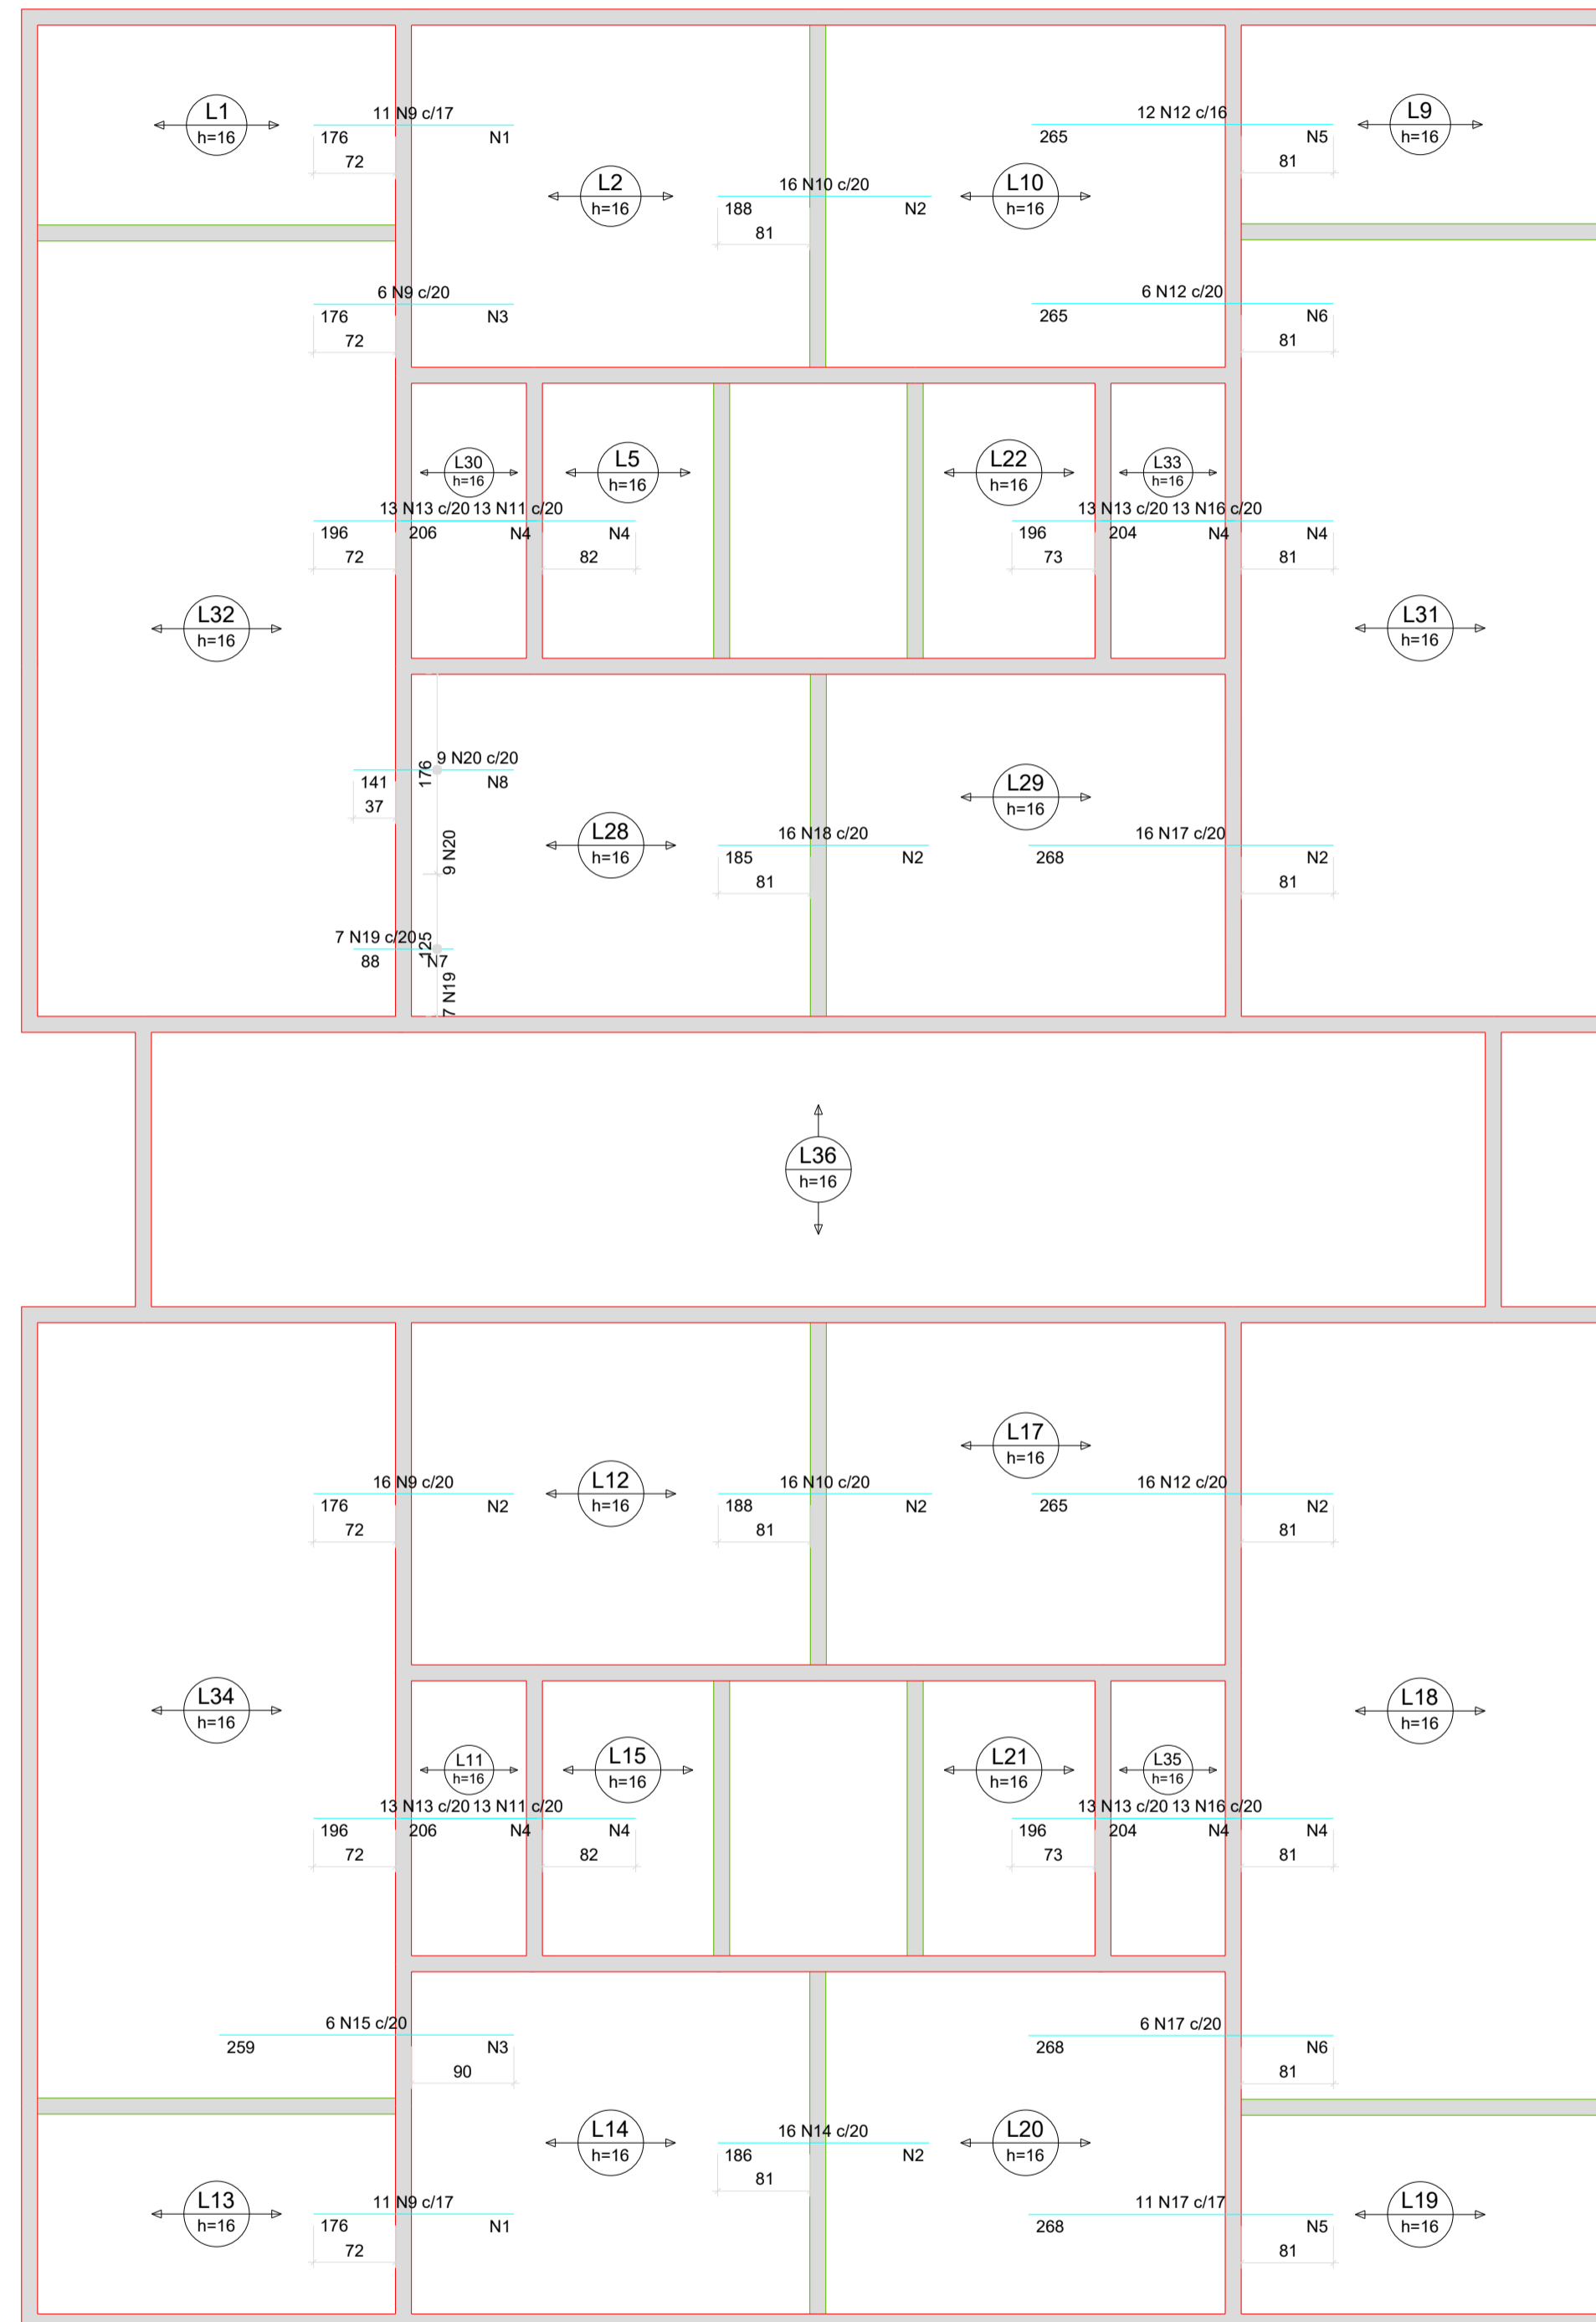 L1
h=16
11 N9 c/17
176
N1
72
L2
h=16
16 N10 c/20
188
N2
81
L10
h=16
12 N12 c/16
265
N5
81
L9
h=16
6 N9 c/20
176
N3
72
6 N12 c/20
265
N6
81
L30
h=16
L5
h=16
L22
h=16
L33
h=16
13 N13 c/20 13 N11 c/20
196
206
N4
N4
72
82
13 N13 c/20 13 N16 c/20
196
204
N4
N4
73
81
L32
h=16
L31
h=16
9 N20 c/20
141
N8
37
176
9 N20
L28
h=16
16 N18 c/20
185
N2
81
L29
h=16
16 N17 c/20
268
N2
81
7 N19 c/20
88
N7
125
7 N19
L36
h=16
16 N9 c/20
176
N2
72
L12
h=16
16 N10 c/20
188
N2
81
L17
h=16
16 N12 c/20
265
N2
81
L34
h=16
L11
h=16
L15
h=16
L21
h=16
L35
h=16
L18
h=16
13 N13 c/20 13 N11 c/20
196
206
N4
N4
72
82
13 N13 c/20 13 N16 c/20
196
204
N4
N4
73
81
6 N15 c/20
259
N3
90
6 N17 c/20
268
N6
81
L14
h=16
16 N14 c/20
186
N2
81
L20
h=16
L13
h=16
11 N9 c/17
176
N1
72
11 N17 c/17
268
N5
81
L19
h=16